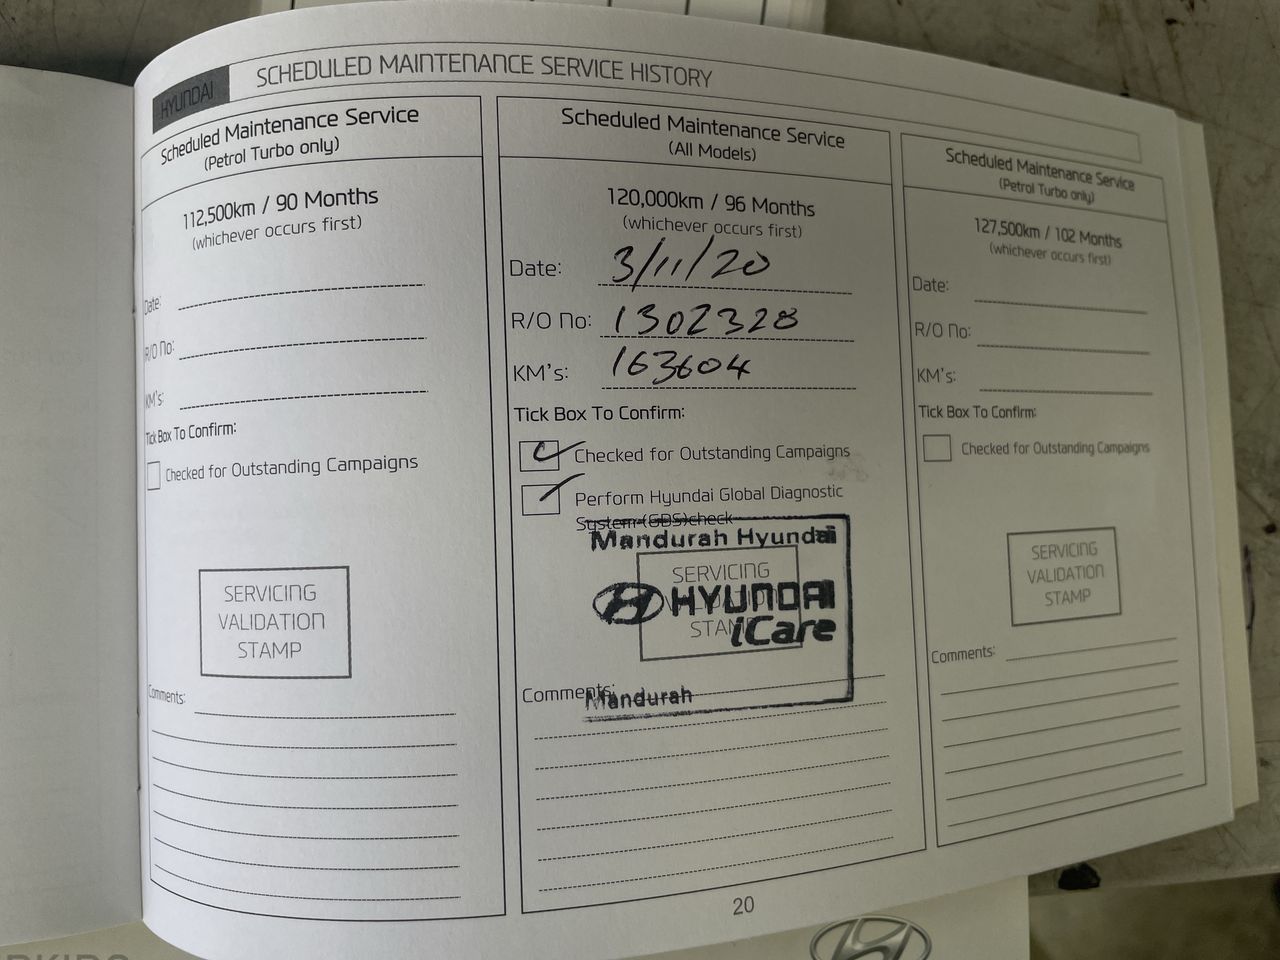 HYUNDAI
SCHEDULED MAINTENANCE SERVICE HISTORY
Scheduled Maintenance Service
(Petrol Turbo only)
112,500km / 90 Months
(whichever occurs first)
Date:
R/O No:
KM's:
Tick Box To Confirm:
Checked for Outstanding Campaigns
SERVICING
VALIDATION
STAMP
Comments:
Scheduled Maintenance Service
(All Models)
120,000km / 96 Months
(whichever occurs first)
Date: 3/11/20
R/O No: 1302328
KM's: 163604
Tick Box To Confirm:
Checked for Outstanding Campaigns
Perform Hyundai Global Diagnostic
System (GDS) check
Mandurah Hyundai
SERVICING
VALIDATION
STAMP
HYUNDAI
iCare
Comments:
Mandurah
Scheduled Maintenance Service
(Petrol Turbo only)
127,500km / 102 Months
(whichever occurs first)
Date:
R/O No:
KM's:
Tick Box To Confirm:
Checked for Outstanding Campaigns
SERVICING
VALIDATION
STAMP
Comments:
20